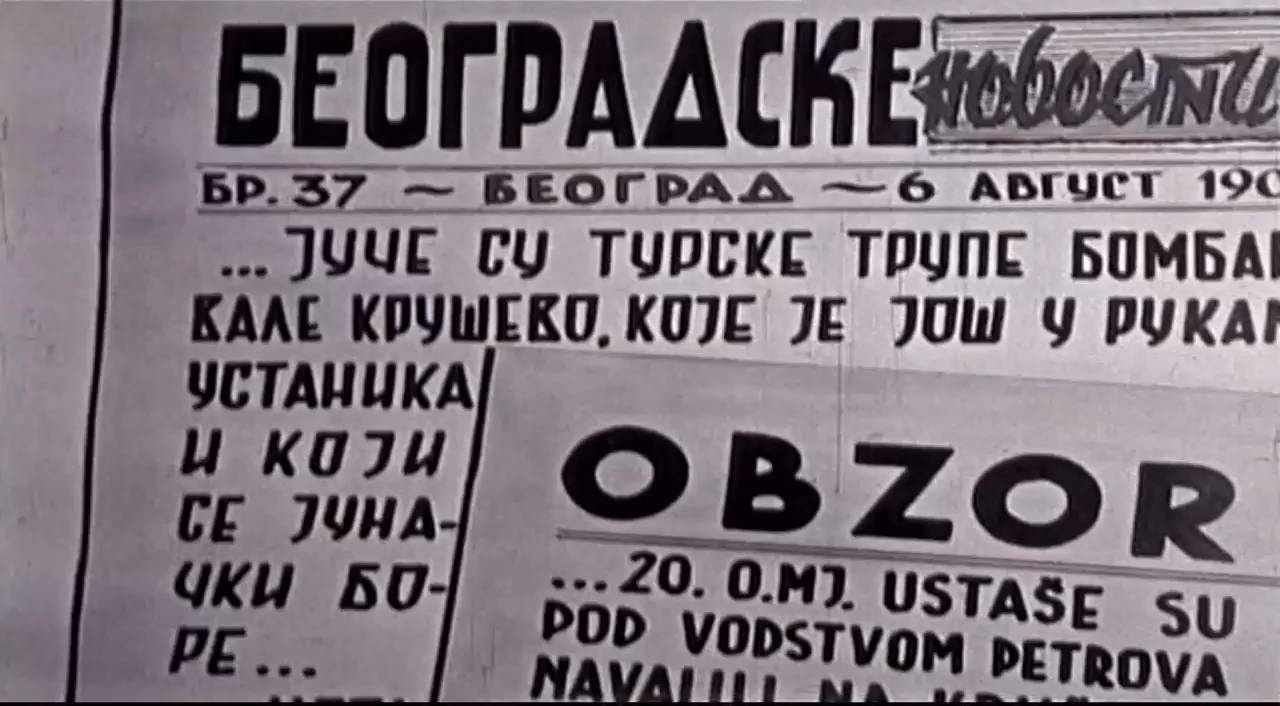 БЕОГРАДСКЕ новости
БР. 37 ~ БЕОГРАД ~ 6 АВГУСТ
... ЈУЧЕ СУ ТУРСКЕ ТРУПЕ
ВАЛЕ КРУШЕВО, КОЈЕ ЈЕ ЈОШ У
УСТАНИКА
И КОЈИ
СЕ ЈУНА-
ЧКИ БО-
РЕ...
OBZOR
...20. O.MJ. USTAŠE SU
POD VODSTVOM PETROVA
NA